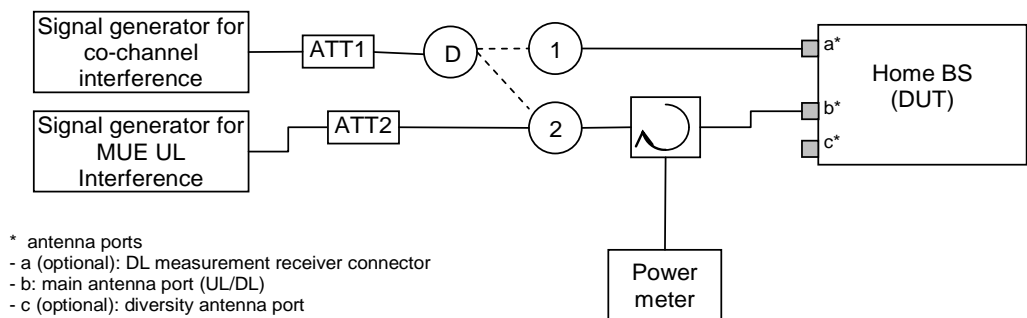 Signal generator for
co-channel
interference
ATT1
D
1
a*
Home BS
(DUT)
Signal generator for
MUE UL
Interference
ATT2
2
b*
c*
* antenna ports
- a (optional): DL measurement receiver connector
- b: main antenna port (UL/DL)
- c (optional): diversity antenna port
Power
meter